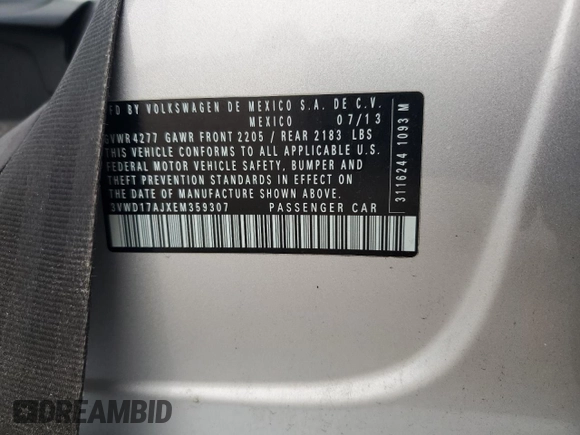 FD BY VOLKSWAGEN DE MEXICO S.A. DE C.V.
MEXICO 07/13
GVWR 4277 GAWR FRONT 2205 / REAR 2183 LBS
THIS VEHICLE CONFORMS TO ALL APPLICABLE U.S.
FEDERAL MOTOR VEHICLE SAFETY, BUMPER AND
THEFT PREVENTION STANDARDS IN EFFECT ON
THE DATE OF MANUFACTURE SHOWN ABOVE.
3VWD17AJXEM359307 PASSENGER CAR
3116244 1093 M
DREAMBID